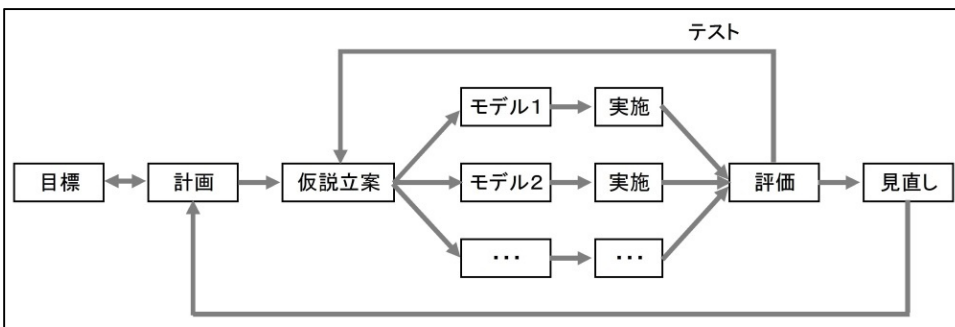 テスト
モデル1
実施
目標
計画
仮説立案
モデル2
実施
評価
見直し
・・・
・・・